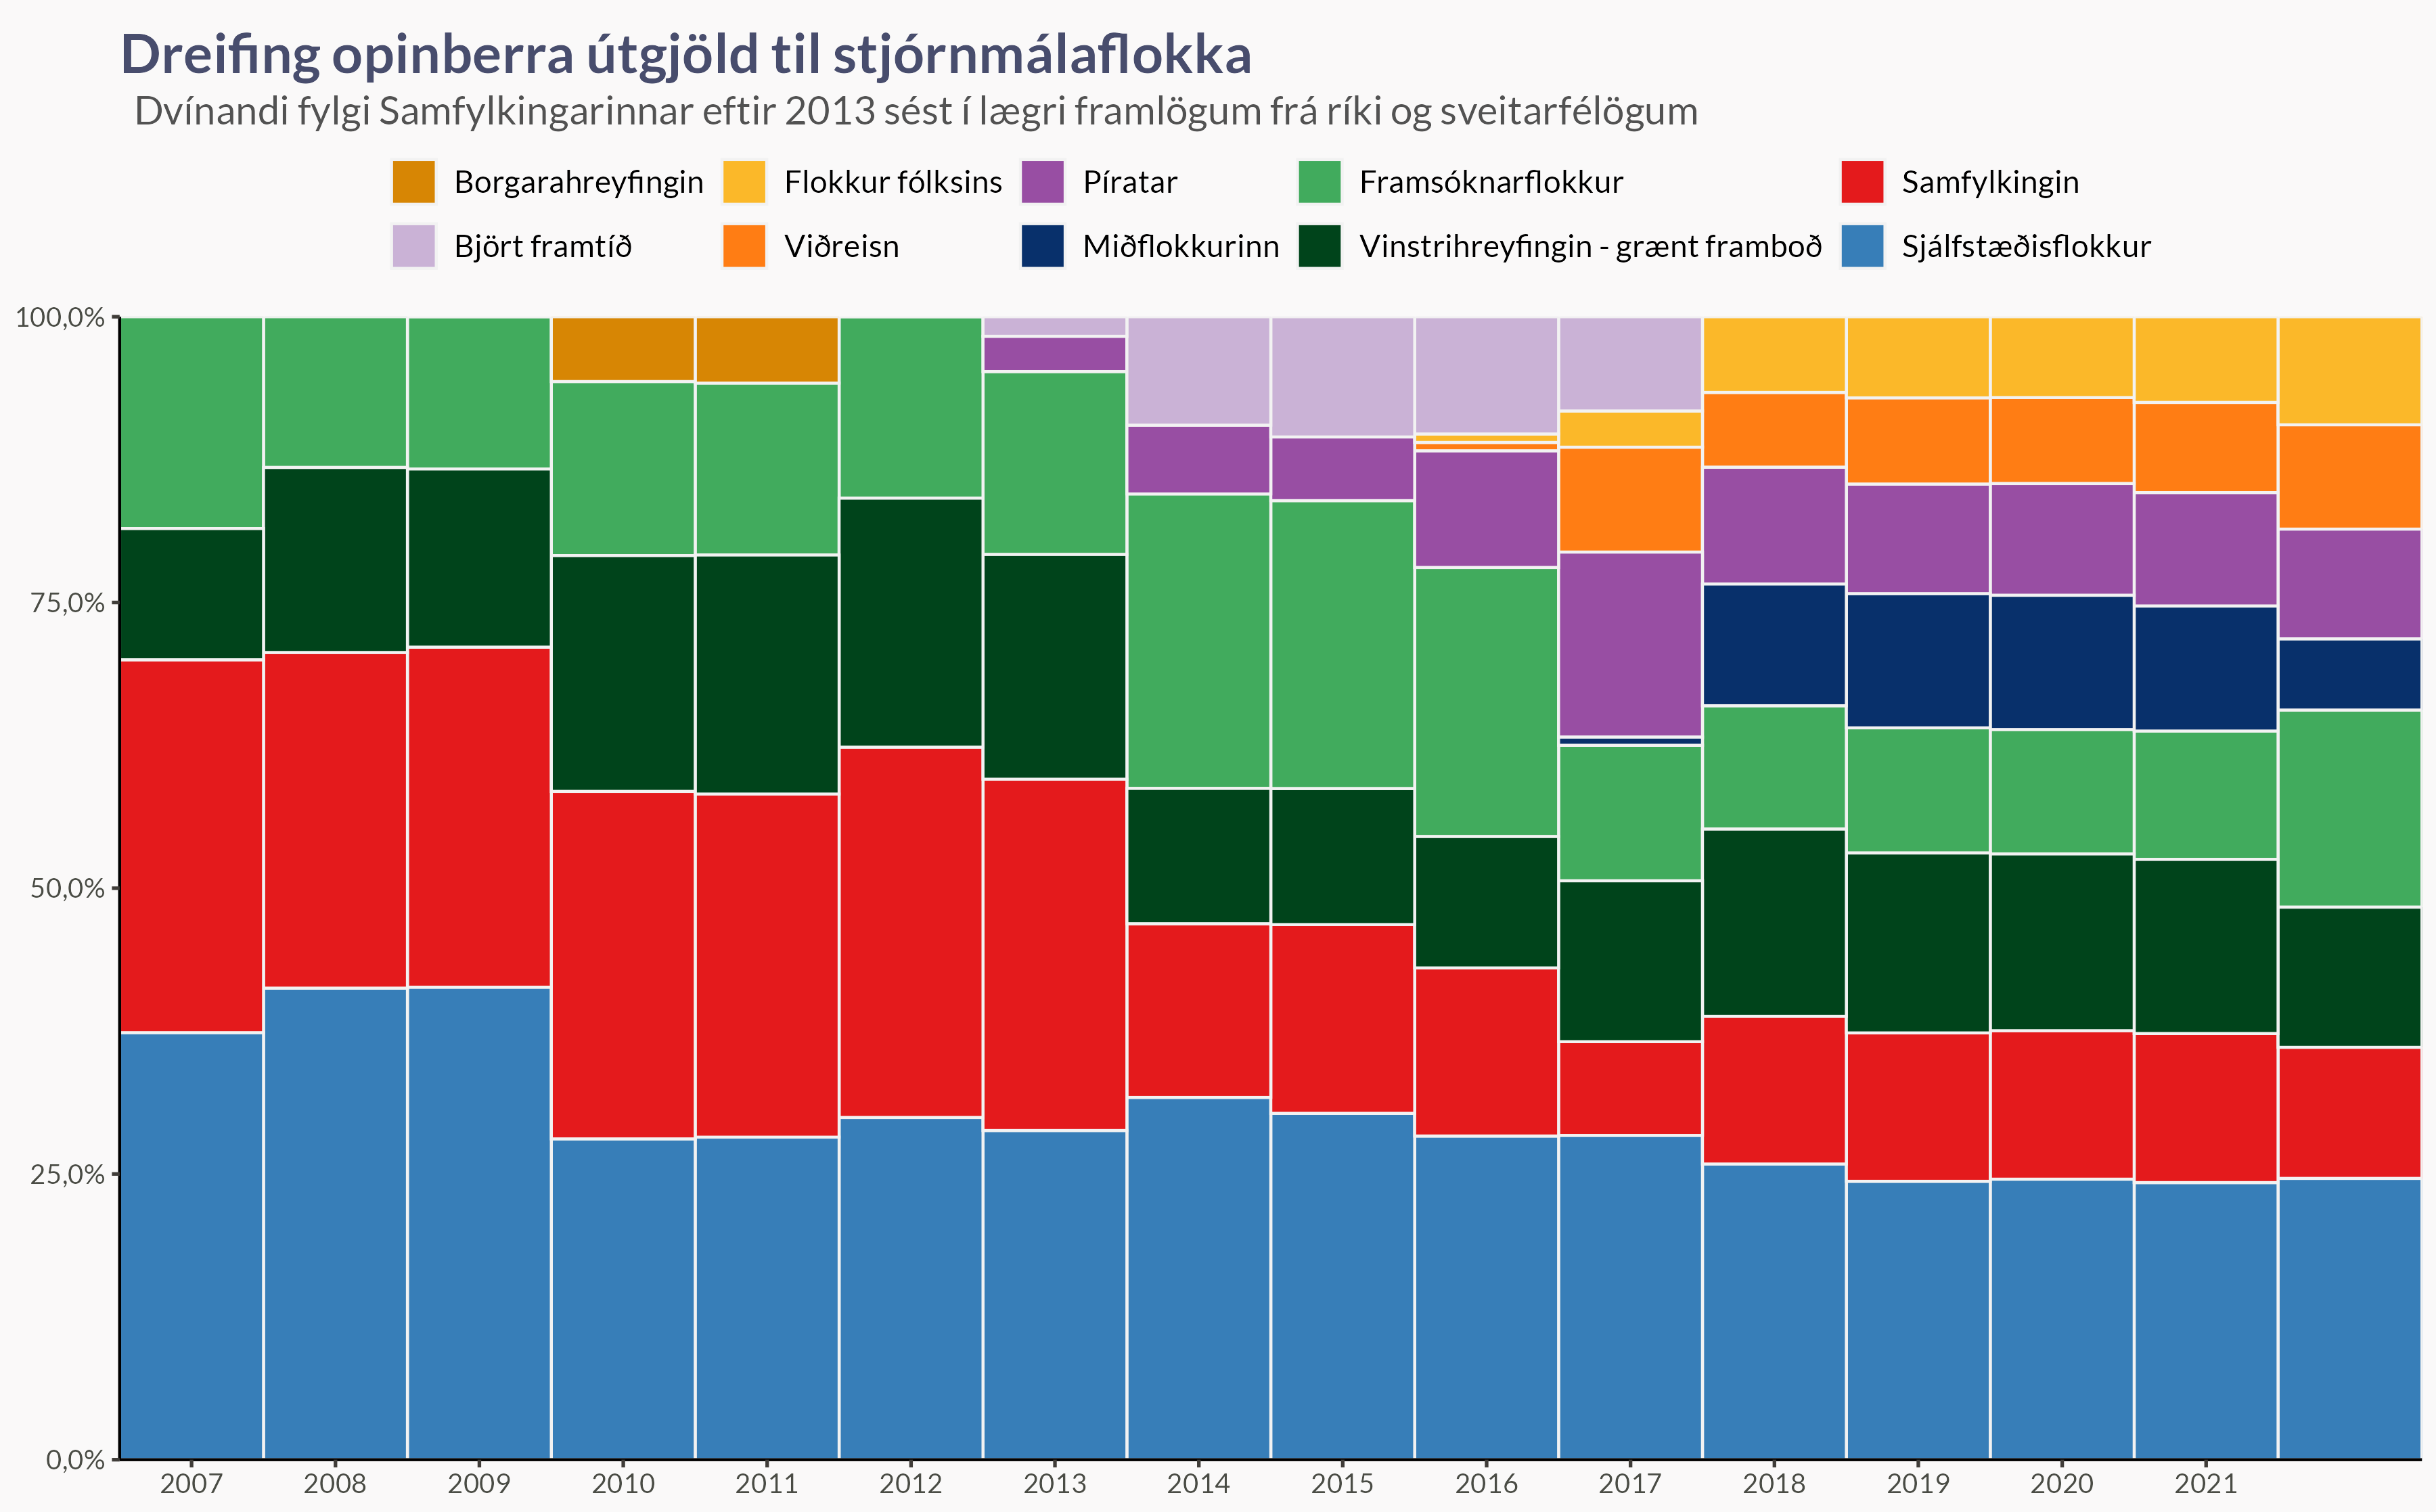 Dreifing opinberra útgjöld til stjórnmálaflokka
Dvínandi fylgi Samfylkingarinnar eftir 2013 sést í lægri framlögum frá ríki og sveitarfélögum
Borgarahreyfingin Flokkur fólksins Píratar Framsóknarflokkur Samfylkingin
Björt framtíð Viðreisn Miðflokkurinn Vinstrihreyfingin - grænt framboð Sjálfstæðisflokkur
100,0%
75,0%
50,0%
25,0%
0,0%
2007 2008 2009 2010 2011 2012 2013 2014 2015 2016 2017 2018 2019 2020 2021